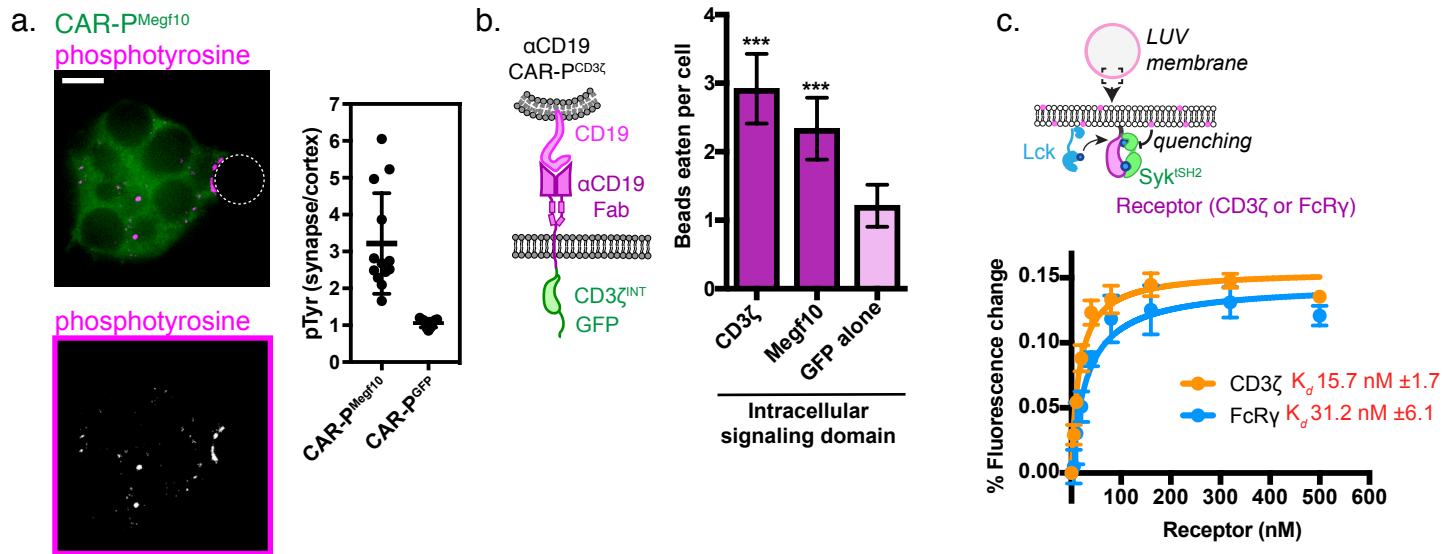 a.
CAR-P^Megf10
phosphotyrosine
phosphotyrosine
pTyr (synapse/cortex)
7
6
5
4
3
2
1
0
CAR-P^Megf10
CAR-P^GFP
b.
αCD19
CAR-P^CD3ζ
CD19
αCD19
Fab
CD3ζ^INT
GFP
Beads eaten per cell
4
3
2
1
0
***
***
CD3ζ
Megf10
GFP alone
Intracellular
signaling domain
c.
LUV
membrane
Lck
quenching
Syk^tSH2
Receptor (CD3ζ or FcRγ)
% Fluorescence change
0.15
0.10
0.05
0.00
CD3ζ K_d 15.7 nM ±1.7
FcRγ K_d 31.2 nM ±6.1
100 200 300 400 500 600
Receptor (nM)